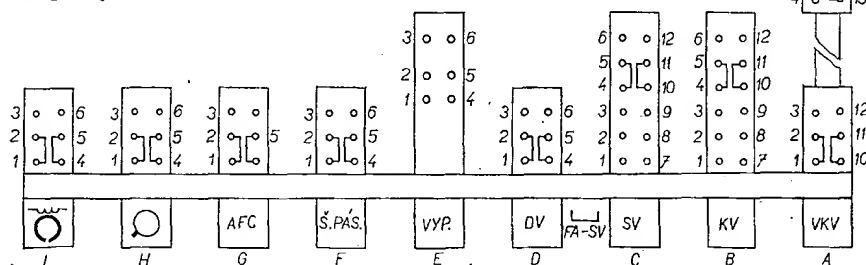 3 6 6 12 6 12
5 11 5 11
2 5
4 10 4 10
1 4
3 6 3 6 3 3 6 3 6 3 9 3 9 3 12
2 5 2 5 2 5 2 5 2 5 2 8 2 8 2 11
1 4 1 4 1 1 4 1 4 1 7 1 7 1 10
AFC Š.PÁS. VYP. DV FA-SV SV KV VKV
I H G F E D C B A